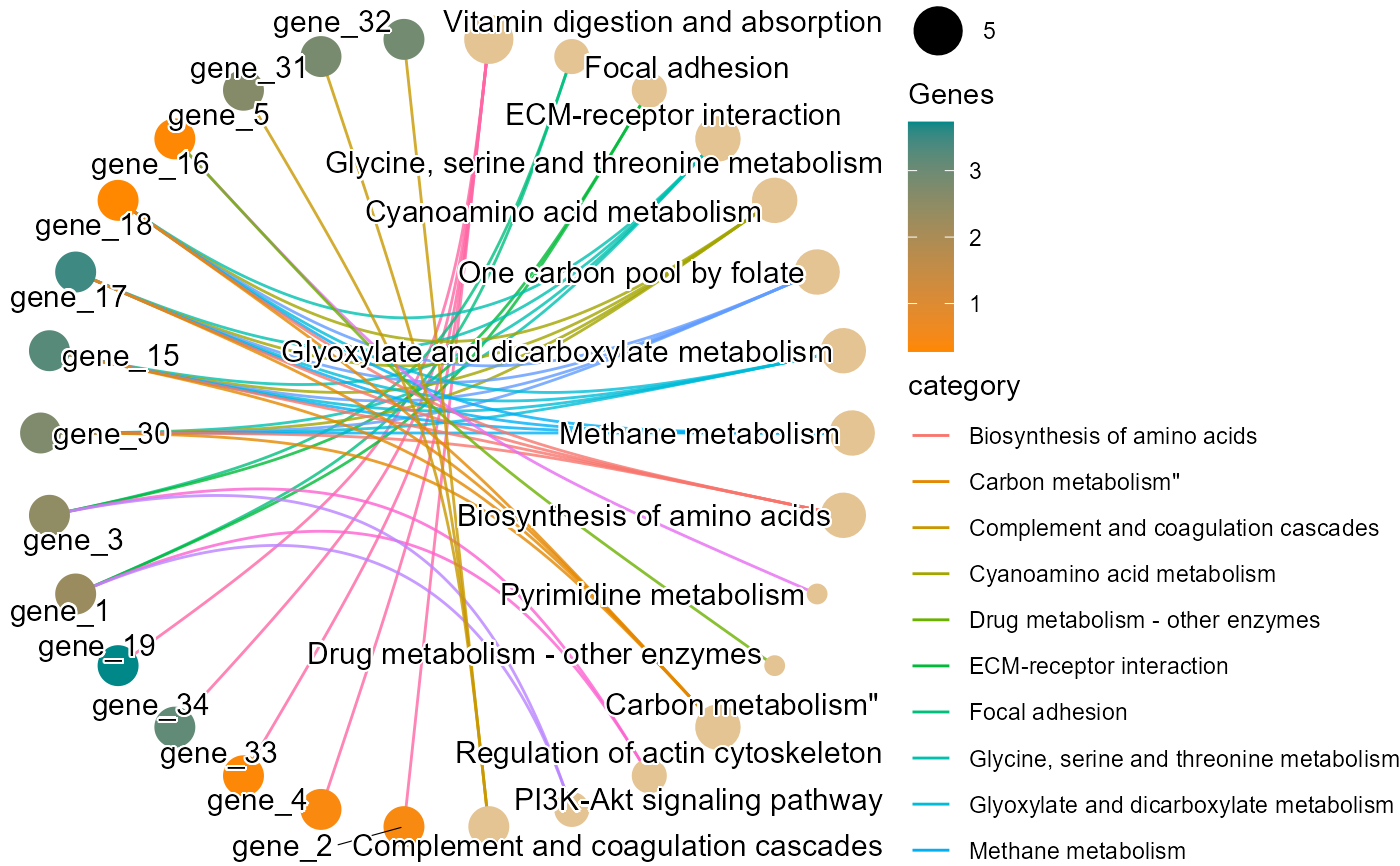 gene_32
Vitamin digestion and absorption
gene_31
Focal adhesion
gene_5
ECM-receptor interaction
gene_16
Glycine, serine and threonine metabolism
gene_18
Cyanoamino acid metabolism
gene_17
One carbon pool by folate
gene_15
Glyoxylate and dicarboxylate metabolism
gene_30
Methane metabolism
gene_3
Biosynthesis of amino acids
gene_1
Pyrimidine metabolism
gene_19
Drug metabolism - other enzymes
gene_34
Carbon metabolism"
gene_33
Regulation of actin cytoskeleton
gene_4
PI3K-Akt signaling pathway
gene_2
Complement and coagulation cascades
5
Genes
3
2
1
category
Biosynthesis of amino acids
Carbon metabolism"
Complement and coagulation cascades
Cyanoamino acid metabolism
Drug metabolism - other enzymes
ECM-receptor interaction
Focal adhesion
Glycine, serine and threonine metabolism
Glyoxylate and dicarboxylate metabolism
Methane metabolism